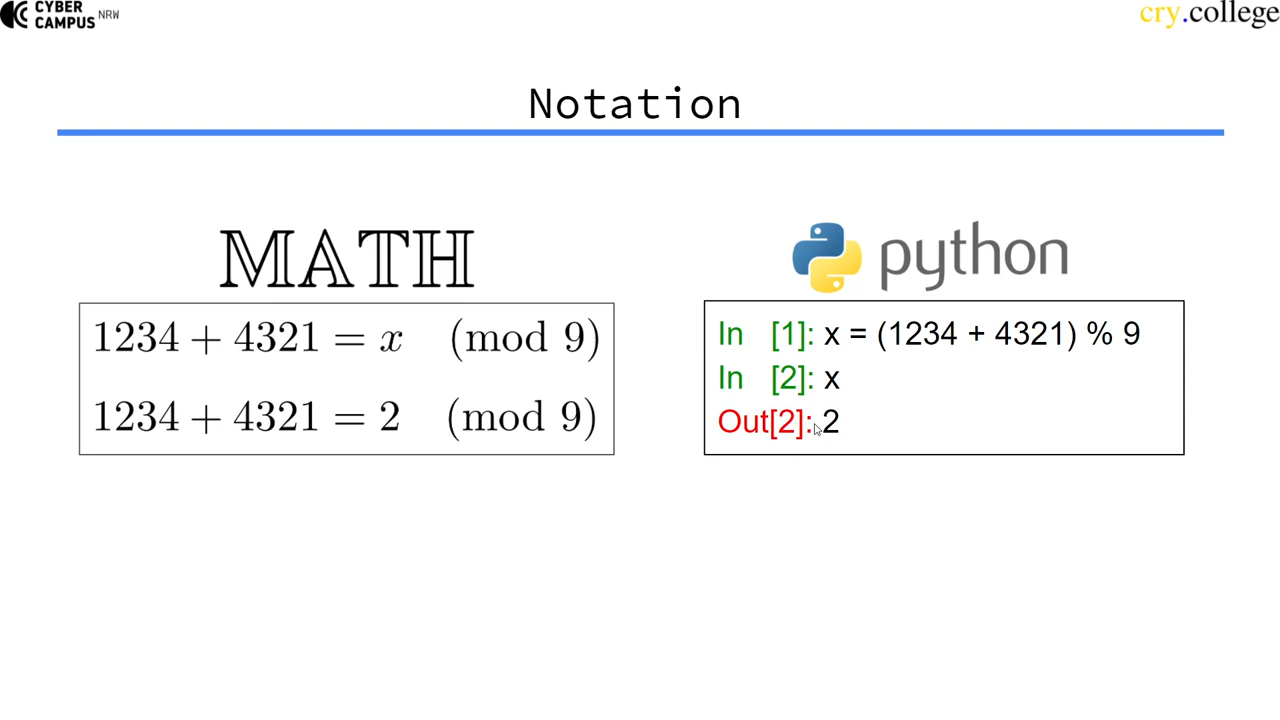 CYBER
CAMPUS NRW
cry.college
Notation
MATH
1234 + 4321 = x (mod 9)
1234 + 4321 = 2 (mod 9)
python
In [1]: x = (1234 + 4321) % 9
In [2]: x
Out[2]: 2